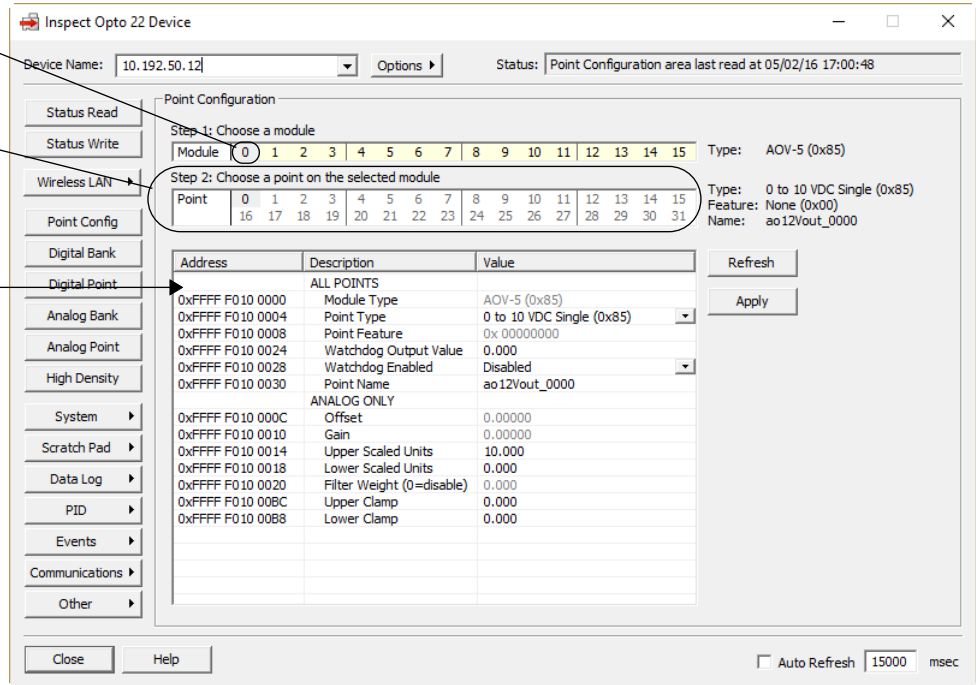 Inspect Opto 22 Device
Device Name: 10.192.50.12 Options Status: Point Configuration area last read at 05/02/16 17:00:48
Status Read
Status Write
Wireless LAN
Point Config
Digital Bank
Digital Point
Analog Bank
Analog Point
High Density
System
Scratch Pad
Data Log
PID
Events
Communications
Other
Point Configuration
Step 1: Choose a module
Module 0 1 2 3 4 5 6 7 8 9 10 11 12 13 14 15
Type: AOV-5 (0x85)
Step 2: Choose a point on the selected module
Point 0 1 2 3 4 5 6 7 8 9 10 11 12 13 14 15
16 17 18 19 20 21 22 23 24 25 26 27 28 29 30 31
Type: 0 to 10 VDC Single (0x85)
Feature: None (0x00)
Name: ao12Vout_0000
Address Description Value
ALL POINTS
0xFFFF F010 0000 Module Type AOV-5 (0x85)
0xFFFF F010 0004 Point Type 0 to 10 VDC Single (0x85)
0xFFFF F010 0008 Point Feature 0x 00000000
0xFFFF F010 0024 Watchdog Output Value 0.000
0xFFFF F010 0028 Watchdog Enabled Disabled
0xFFFF F010 0030 Point Name ao12Vout_0000
ANALOG ONLY
0xFFFF F010 000C Offset 0.00000
0xFFFF F010 0010 Gain 0.00000
0xFFFF F010 0014 Upper Scaled Units 10.000
0xFFFF F010 0018 Lower Scaled Units 0.000
0xFFFF F010 0020 Filter Weight (0=disable) 0.000
0xFFFF F010 00BC Upper Clamp 0.000
0xFFFF F010 00B8 Lower Clamp 0.000
Refresh
Apply
Close Help Auto Refresh 15000 msec